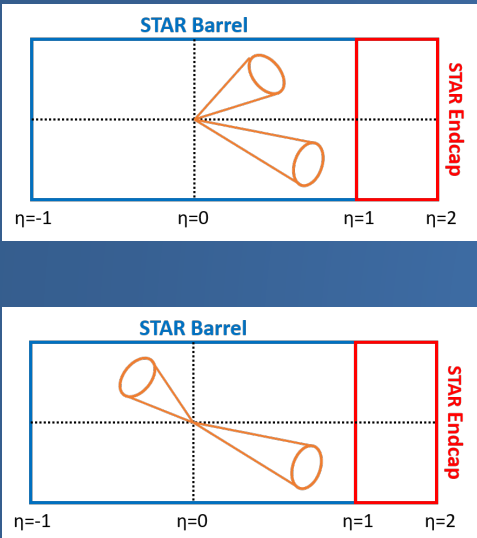 STAR Barrel
STAR Endcap
η=-1 η=0 η=1 η=2
STAR Barrel
STAR Endcap
η=-1 η=0 η=1 η=2